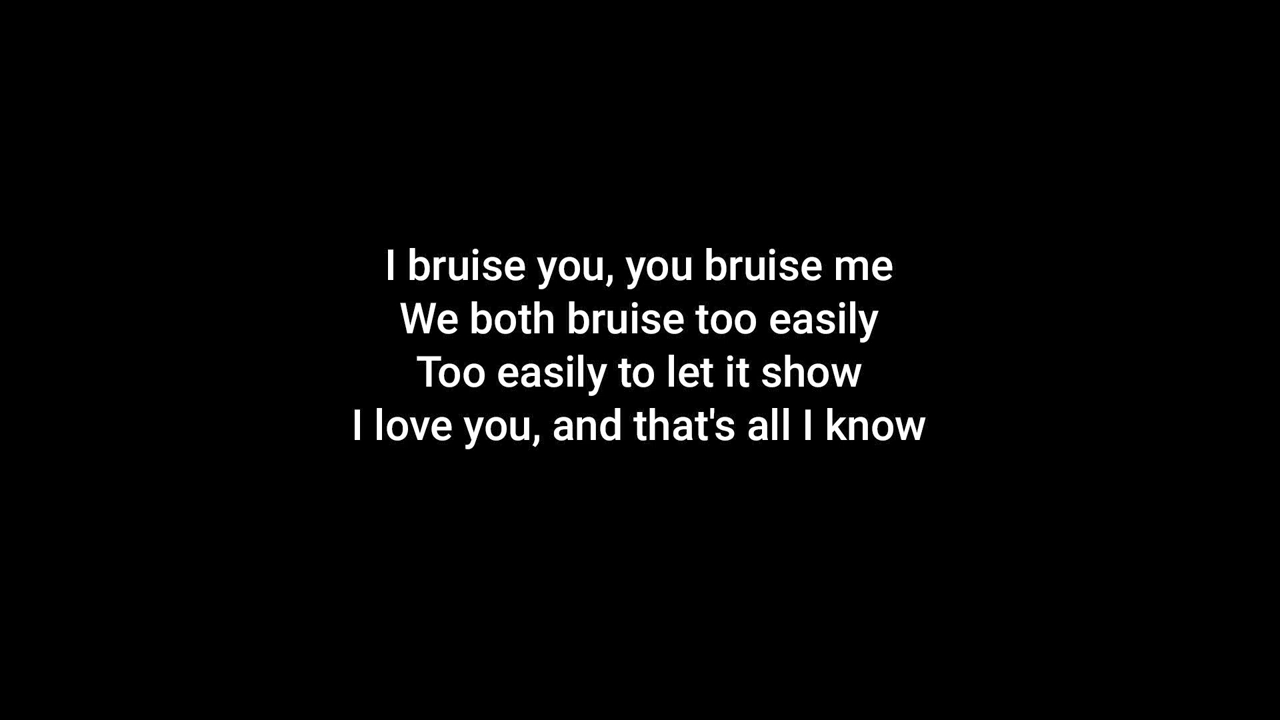 I bruise you, you bruise me
We both bruise too easily
Too easily to let it show
I love you, and that's all I know